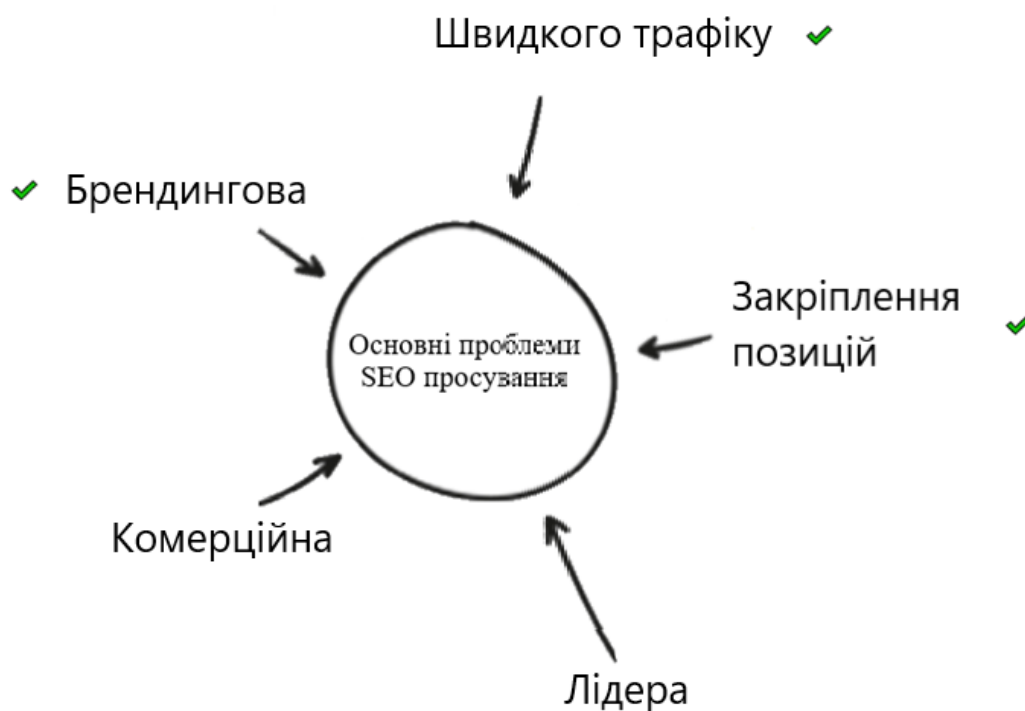 Швидкого трафіку
Брендингова
Закріплення
позицій
Основні проблеми
SEO просування
Комерційна
Лідера